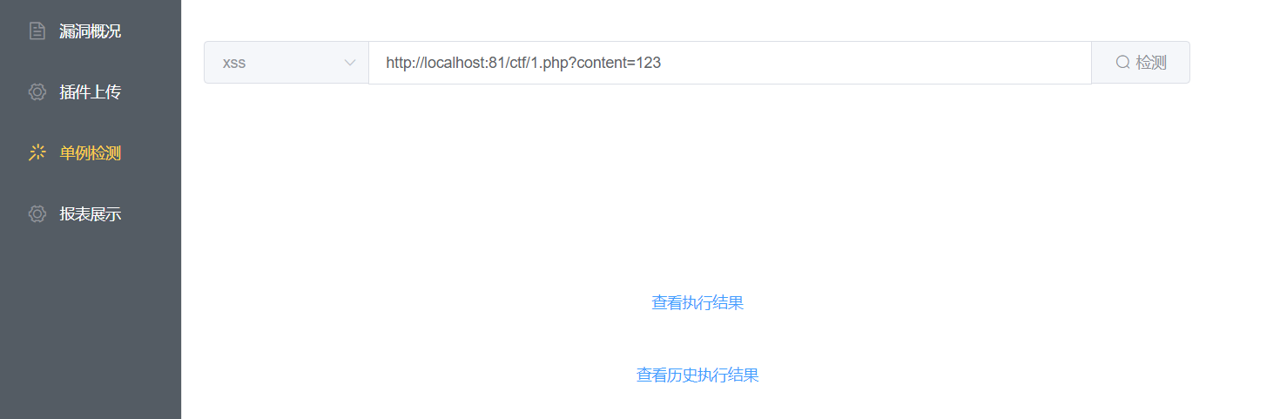 漏洞概况
插件上传
单例检测
报表展示
xss
http://localhost:81/ctf/1.php?content=123
检测
查看执行结果
查看历史执行结果